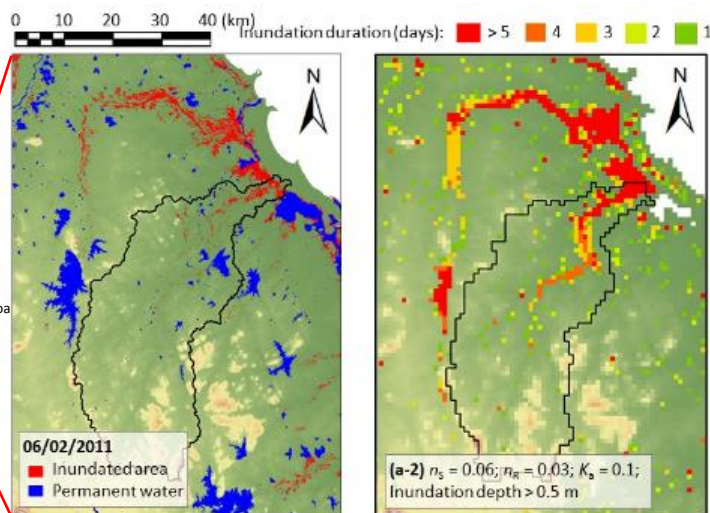 0 10 20 30 40 (km)
Inundation duration (days): > 5 4 3 2 1
N
N
06/02/2011
Inundated area
Permanent water
(a-2) nS = 0.06; nR = 0.03; Ka = 0.1;
Inundation depth > 0.5 m